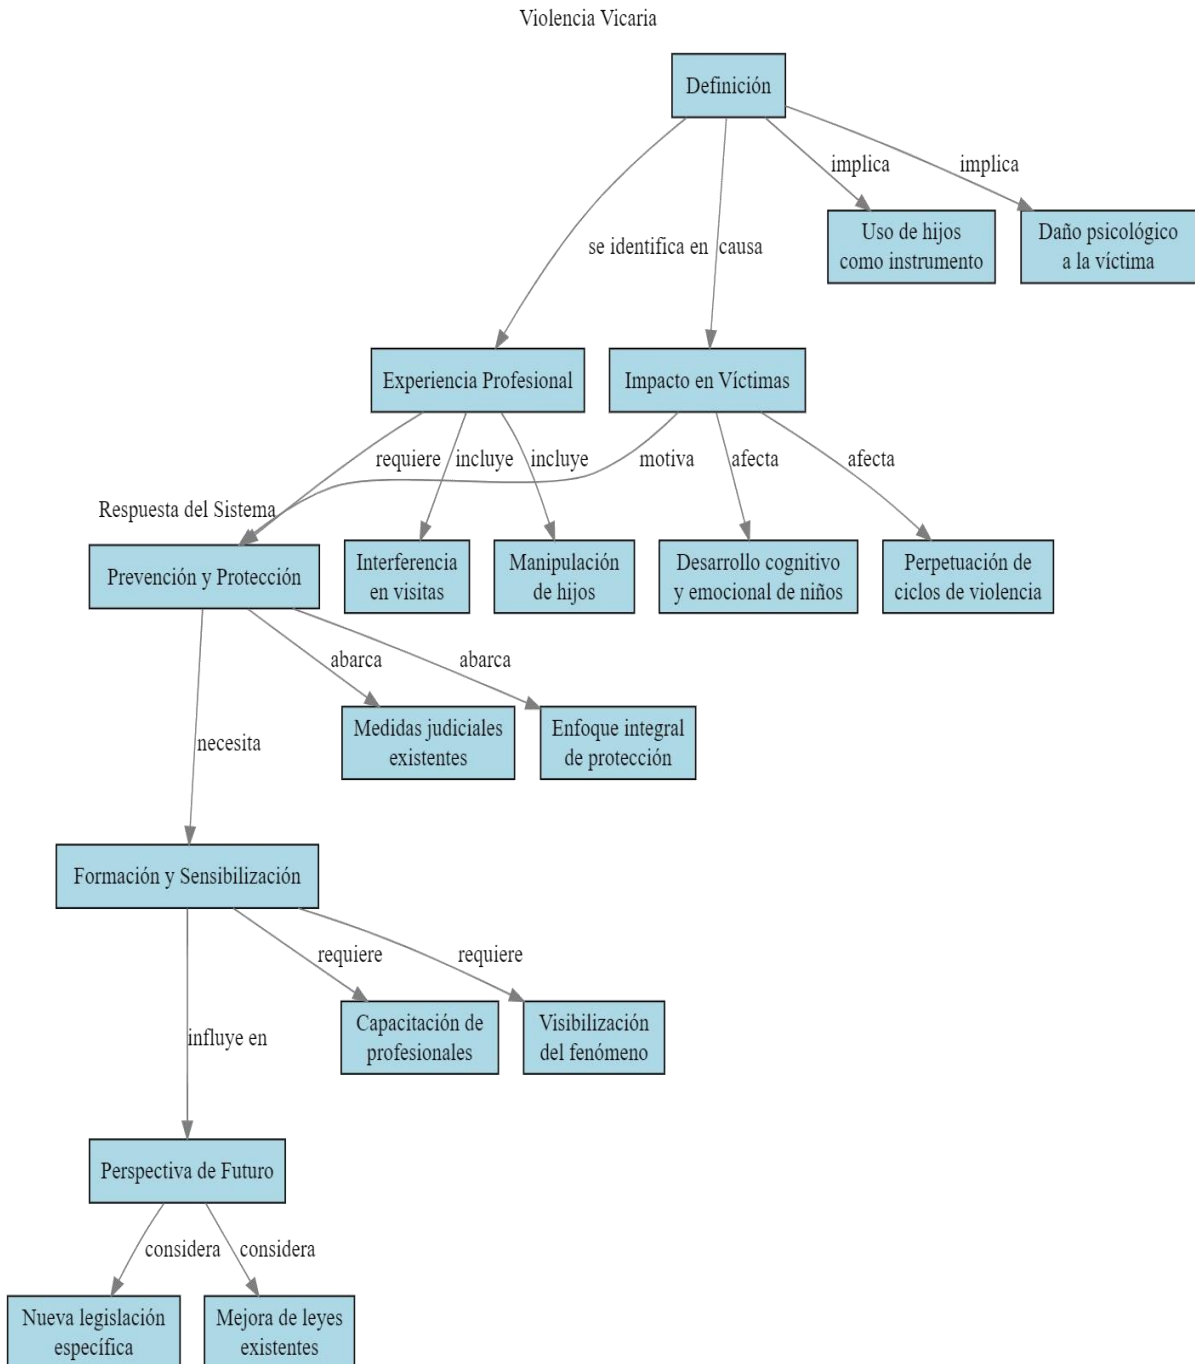 Violencia Vicaria
Definición
implica
implica
Uso de hijos
como instrumento
Daño psicológico
a la víctima
se identifica en
causa
Experiencia Profesional
Impacto en Víctimas
requiere
incluye
incluye
motiva
afecta
afecta
Respuesta del Sistema
Prevención y Protección
Interferencia
en visitas
Manipulación
de hijos
Desarrollo cognitivo
y emocional de niños
Perpetuación de
ciclos de violencia
abarca
abarca
necesita
Medidas judiciales
existentes
Enfoque integral
de protección
Formación y Sensibilización
requiere
requiere
influye en
Capacitación de
profesionales
Visibilización
del fenómeno
Perspectiva de Futuro
considera
considera
Nueva legislación
específica
Mejora de leyes
existentes